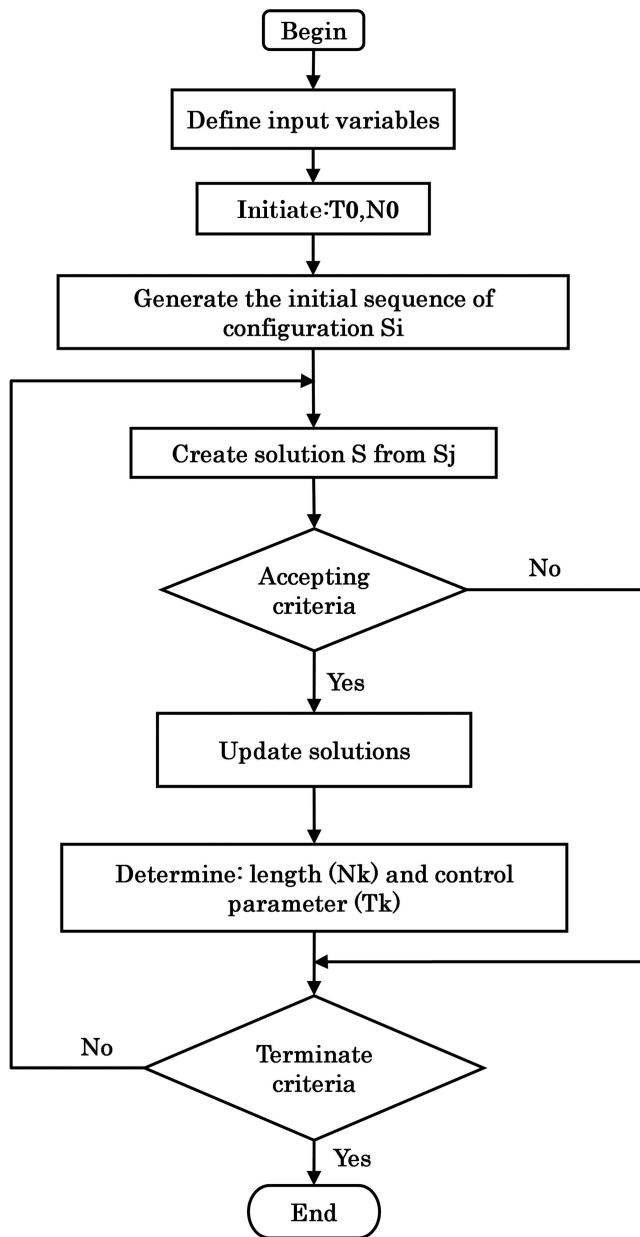 Begin
Define input variables
Initiate:T0,N0
Generate the initial sequence of
configuration Si
Create solution S from Sj
Accepting
criteria
No
Yes
Update solutions
Determine: length (Nk) and control
parameter (Tk)
No
Terminate
criteria
Yes
End